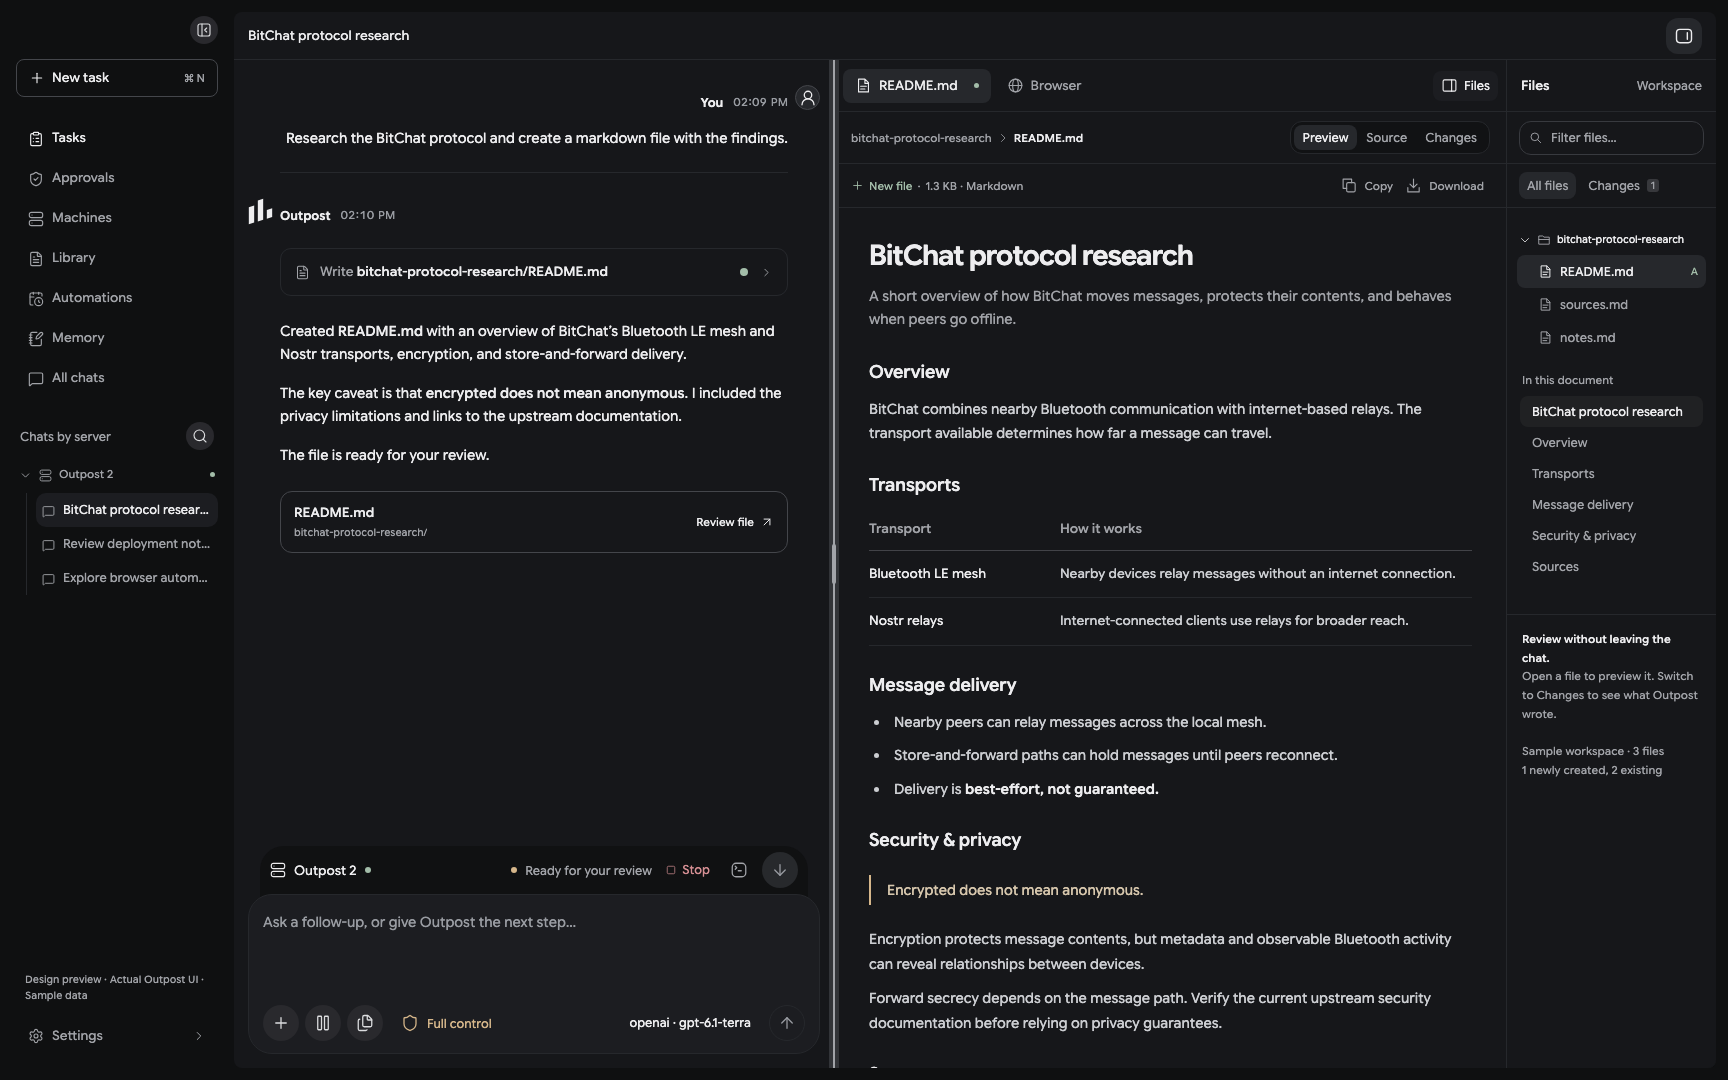 BitChat protocol research
New task
⌘ N
Tasks
Approvals
Machines
Library
Automations
Memory
All chats
Chats by server
Outpost 2
BitChat protocol resear...
Review deployment not...
Explore browser autom...
Design preview · Actual Outpost UI ·
Sample data
Settings
You 02:09 PM
Research the BitChat protocol and create a markdown file with the findings.
Outpost 02:10 PM
Write bitchat-protocol-research/README.md
Created README.md with an overview of BitChat’s Bluetooth LE mesh and
Nostr transports, encryption, and store-and-forward delivery.
The key caveat is that encrypted does not mean anonymous. I included the
privacy limitations and links to the upstream documentation.
The file is ready for your review.
README.md
bitchat-protocol-research/
Review file
Outpost 2
Ready for your review
Stop
Ask a follow-up, or give Outpost the next step...
Full control
openai · gpt-6.1-terra
README.md
Browser
Files
bitchat-protocol-research > README.md
Preview
Source
Changes
New file · 1.3 KB · Markdown
Copy
Download
BitChat protocol research
A short overview of how BitChat moves messages, protects their contents, and behaves
when peers go offline.
Overview
BitChat combines nearby Bluetooth communication with internet-based relays. The
transport available determines how far a message can travel.
Transports
Transport How it works
Bluetooth LE mesh Nearby devices relay messages without an internet connection.
Nostr relays Internet-connected clients use relays for broader reach.
Message delivery
• Nearby peers can relay messages across the local mesh.
• Store-and-forward paths can hold messages until peers reconnect.
• Delivery is best-effort, not guaranteed.
Security & privacy
Encrypted does not mean anonymous.
Encryption protects message contents, but metadata and observable Bluetooth activity
can reveal relationships between devices.
Forward secrecy depends on the message path. Verify the current upstream security
documentation before relying on privacy guarantees.
Files
Workspace
Filter files...
All files
Changes 1
bitchat-protocol-research
README.md A
sources.md
notes.md
In this document
BitChat protocol research
Overview
Transports
Message delivery
Security & privacy
Sources
Review without leaving the
chat.
Open a file to preview it. Switch
to Changes to see what Outpost
wrote.
Sample workspace · 3 files
1 newly created, 2 existing